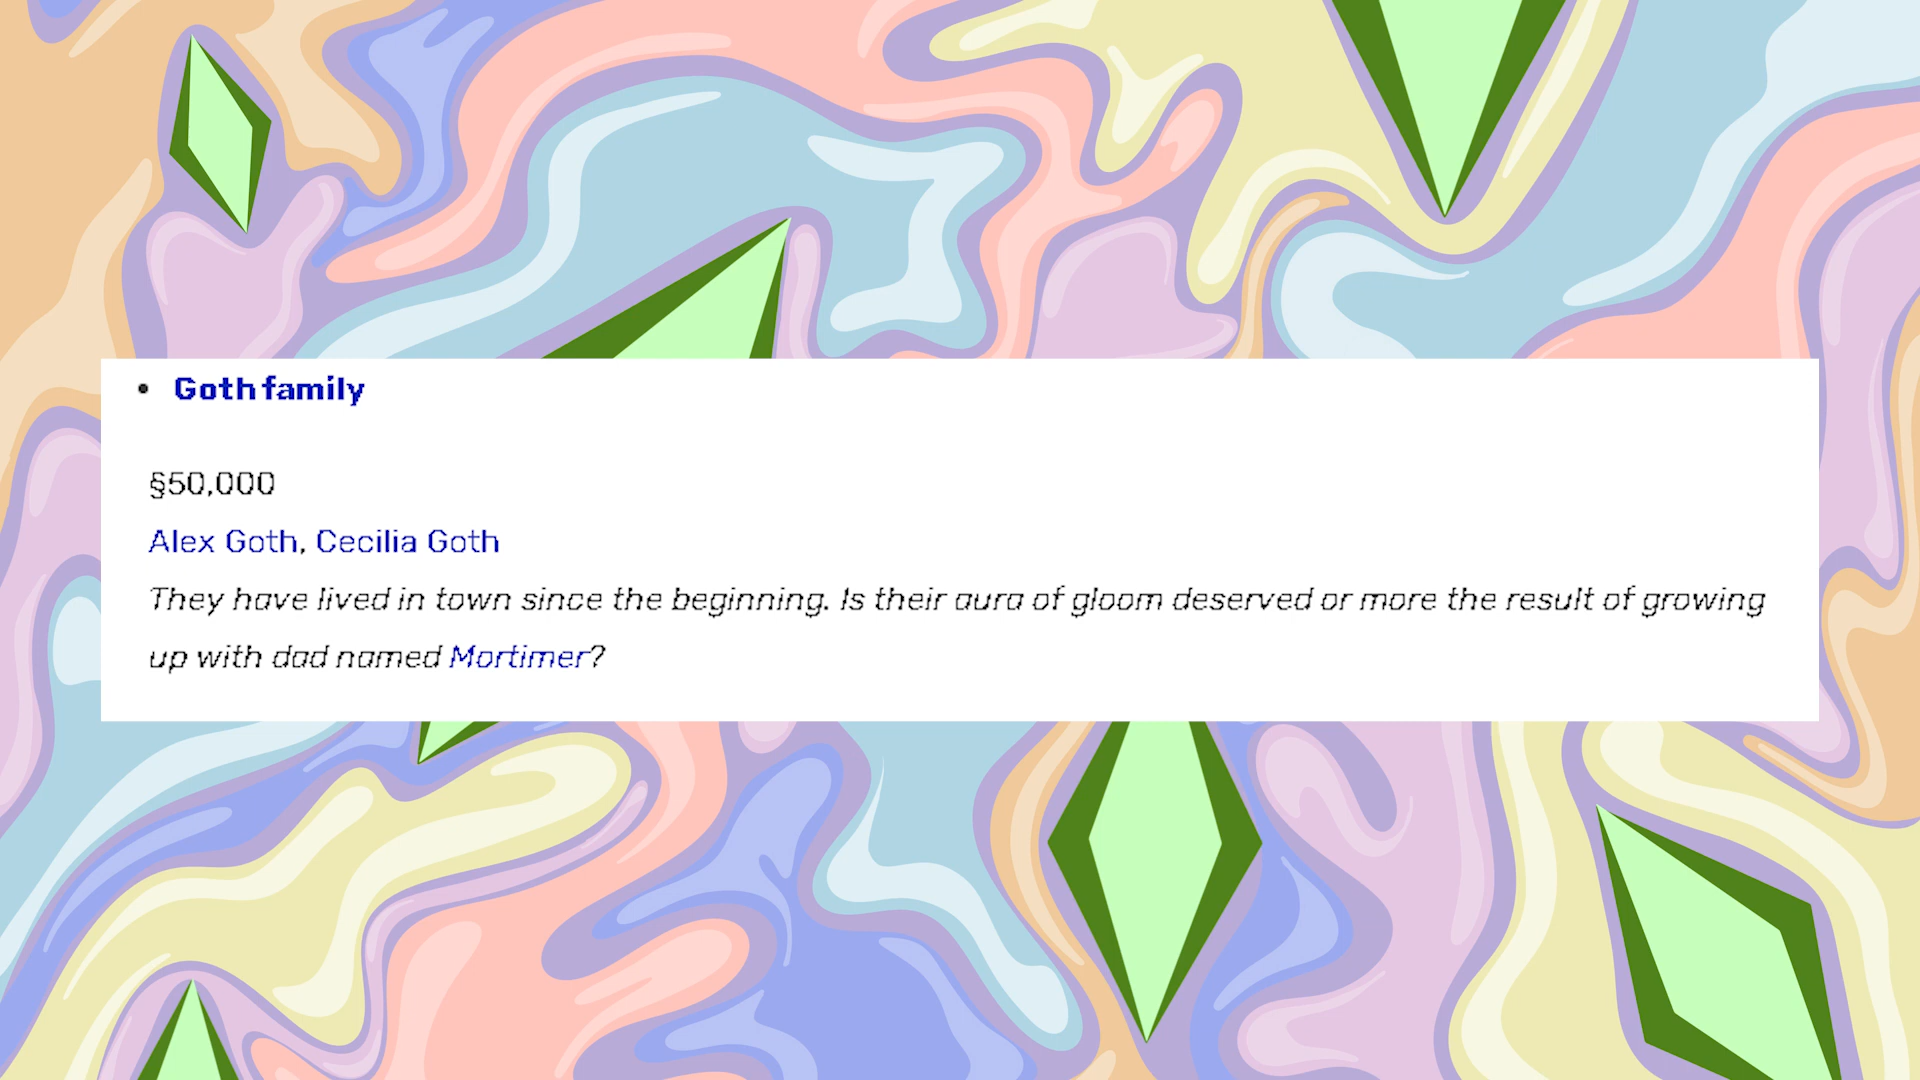 • Goth family
§50,000
Alex Goth, Cecilia Goth
They have lived in town since the beginning. Is their aura of gloom deserved or more the result of growing
up with dad named Mortimer?